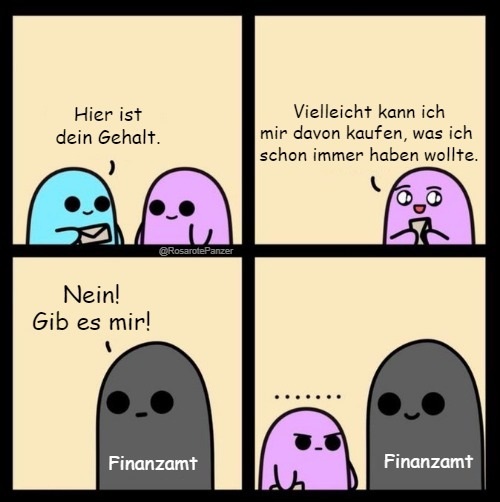 Hier ist
dein Gehalt.
Vielleicht kann ich
mir davon kaufen, was ich
schon immer haben wollte.
@RosarotePanzer
Nein!
Gib es mir!
Finanzamt
.......
Finanzamt